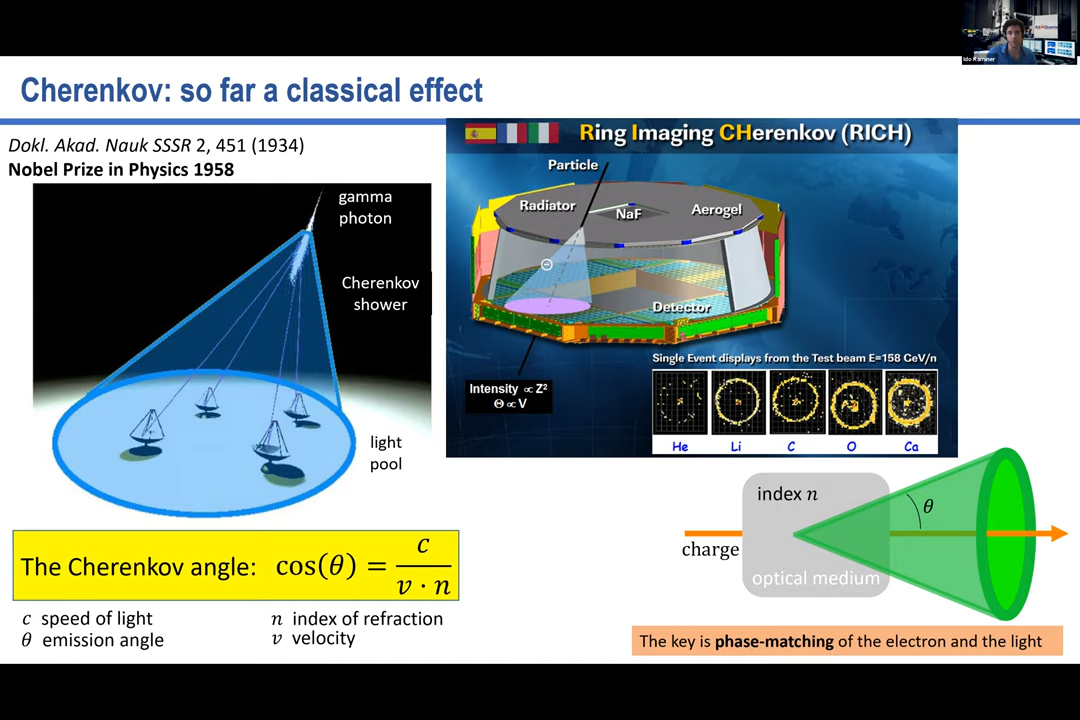 Cherenkov: so far a classical effect
Dokl. Akad. Nauk SSSR 2, 451 (1934)
Nobel Prize in Physics 1958
gamma
photon
Cherenkov
shower
light
pool
Ring Imaging CHerenkov (RICH)
Particle
Radiator
NaF
Aerogel
Detector
Intensity ∝ Z²
Θ ∝ V
Single Event displays from the Test beam E=158 GeV/n
He Li C O Ca
The Cherenkov angle: cos(θ) = c / (v · n)
c speed of light
n index of refraction
θ emission angle
v velocity
index n
θ
charge
optical medium
The key is phase-matching of the electron and the light
Ido Kaminer